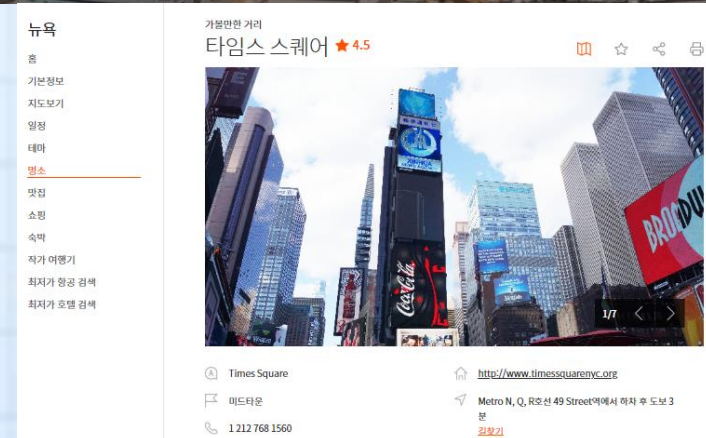 뉴욕
홈
기본정보
지도보기
일정
테마
명소
맛집
쇼핑
숙박
작가 여행기
최저가 항공 검색
최저가 호텔 검색
가볼만한 거리
타임스 스퀘어 ★ 4.5
XINHUA
Coca-Cola
BROADW
1/7
Times Square
http://www.timessquarenyc.org
미드타운
Metro N, Q, R호선 49 Street역에서 하차 후 도보 3
분
길찾기
1 212 768 1560